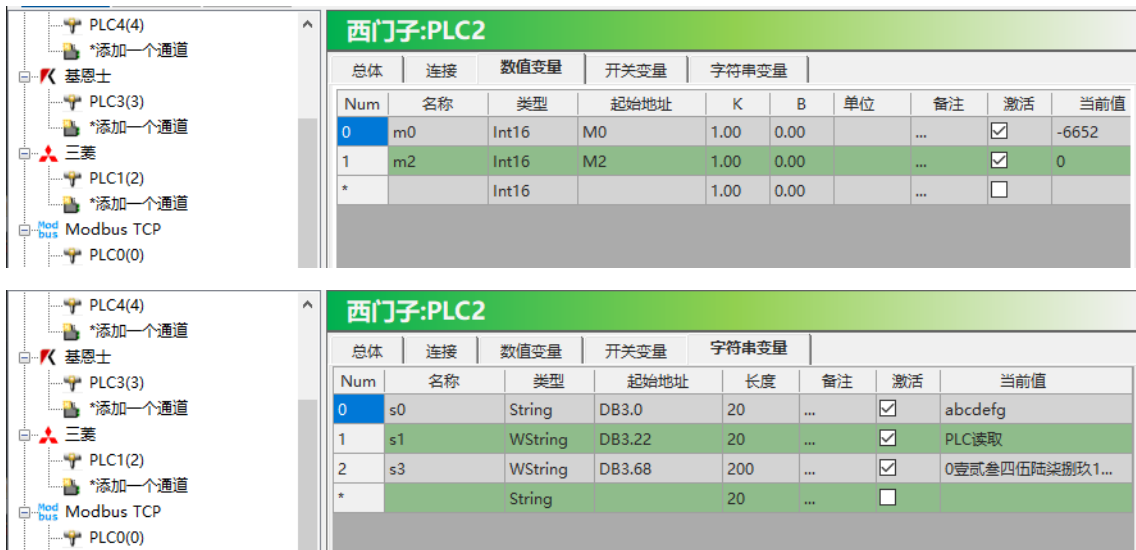 PLC4(4)
*添加一个通道
基恩士
PLC3(3)
*添加一个通道
三菱
PLC1(2)
*添加一个通道
Modbus TCP
PLC0(0)
西门子:PLC2
总体 连接 数值变量 开关变量 字符串变量
Num 名称 类型 起始地址 K B 单位 备注 激活 当前值
0 m0 Int16 M0 1.00 0.00 ... -6652
1 m2 Int16 M2 1.00 0.00 ... 0
* Int16 1.00 0.00 ...
PLC4(4)
*添加一个通道
基恩士
PLC3(3)
*添加一个通道
三菱
PLC1(2)
*添加一个通道
Modbus TCP
PLC0(0)
西门子:PLC2
总体 连接 数值变量 开关变量 字符串变量
Num 名称 类型 起始地址 长度 备注 激活 当前值
0 s0 String DB3.0 20 ... abcdefg
1 s1 WString DB3.22 20 ... PLC读取
2 s3 WString DB3.68 200 ... 0壹贰叁四伍陆柒捌玖1...
* String 20 ...